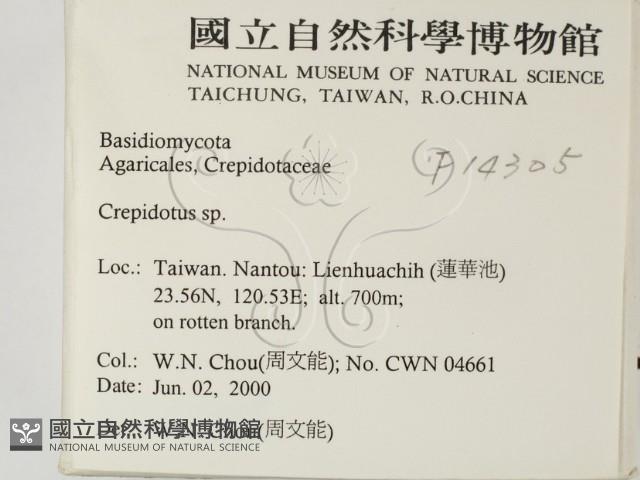 國立自然科學博物館
NATIONAL MUSEUM OF NATURAL SCIENCE
TAICHUNG, TAIWAN, R.O.CHINA
Basidiomycota
Agaricales, Crepidotaceae
F14305
Crepidotus sp.
Loc.: Taiwan. Nantou: Lienhuachih (蓮華池)
23.56N, 120.53E; alt. 700m;
on rotten branch.
Col.: W.N. Chou(周文能); No. CWN 04661
Date: Jun. 02, 2000
Det.: W.N. Chou(周文能)
國立自然科學博物館
NATIONAL MUSEUM OF NATURAL SCIENCE